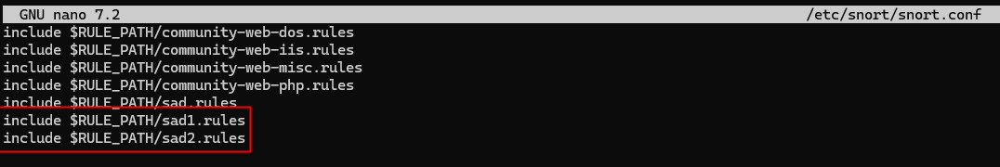 GNU nano 7.2 /etc/snort/snort.conf
include $RULE_PATH/community-web-dos.rules
include $RULE_PATH/community-web-iis.rules
include $RULE_PATH/community-web-misc.rules
include $RULE_PATH/community-web-php.rules
include $RULE_PATH/sad.rules
include $RULE_PATH/sad1.rules
include $RULE_PATH/sad2.rules